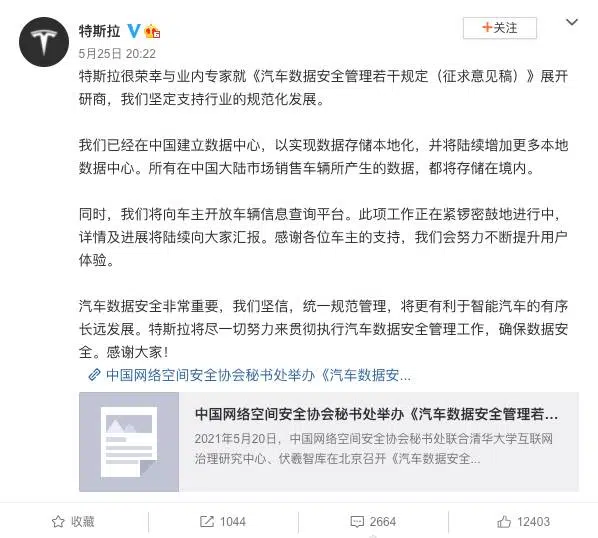 特斯拉
+关注
5月25日 20:22
特斯拉很荣幸与业内专家就《汽车数据安全管理若干规定（征求意见稿）》展开
研商，我们坚定支持行业的规范化发展。
我们已经在中国建立数据中心，以实现数据存储本地化，并将陆续增加更多本地
数据中心。所有在中国大陆市场销售车辆所产生的数据，都将存储在境内。
同时，我们将向车主开放车辆信息查询平台。此项工作正在紧锣密鼓地进行中，
详情及进展将陆续向大家汇报。感谢各位车主的支持，我们会努力不断提升用户
体验。
汽车数据安全非常重要，我们坚信，统一规范管理，将更有利于智能汽车的有序
长远发展。特斯拉将尽一切努力来贯彻执行汽车数据安全管理工作，确保数据安
全。感谢大家！
中国网络空间安全协会秘书处举办《汽车数据安...
中国网络空间安全协会秘书处举办《汽车数据安全管理若...
2021年5月20日，中国网络空间安全协会秘书处联合清华大学互联网
治理研究中心、伏羲智库在北京召开《汽车数据安全...
收藏
1044
2664
12403